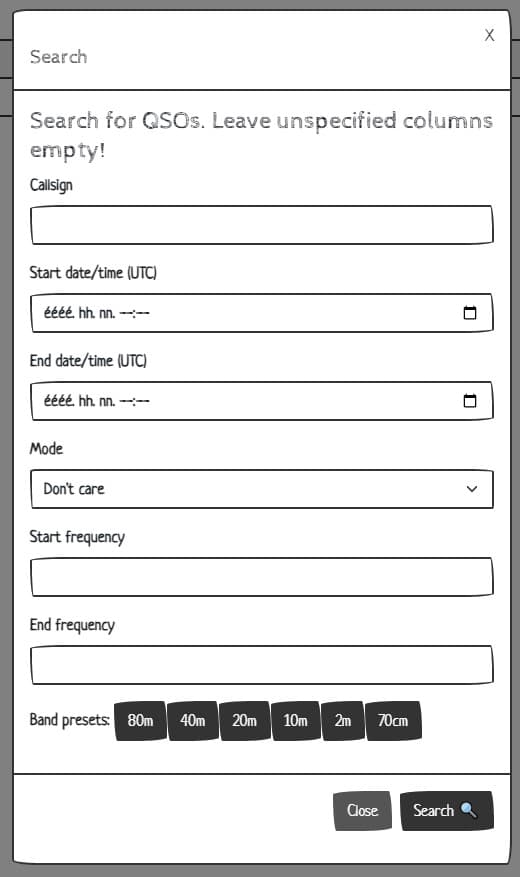 X
Search
Search for QSOs. Leave unspecified columns
empty!
Callsign
Start date/time (UTC)
éééé. hh. nn. --:--
End date/time (UTC)
éééé. hh. nn. --:--
Mode
Don't care
Start frequency
End frequency
Band presets: 80m 40m 20m 10m 2m 70cm
Close Search 🔍